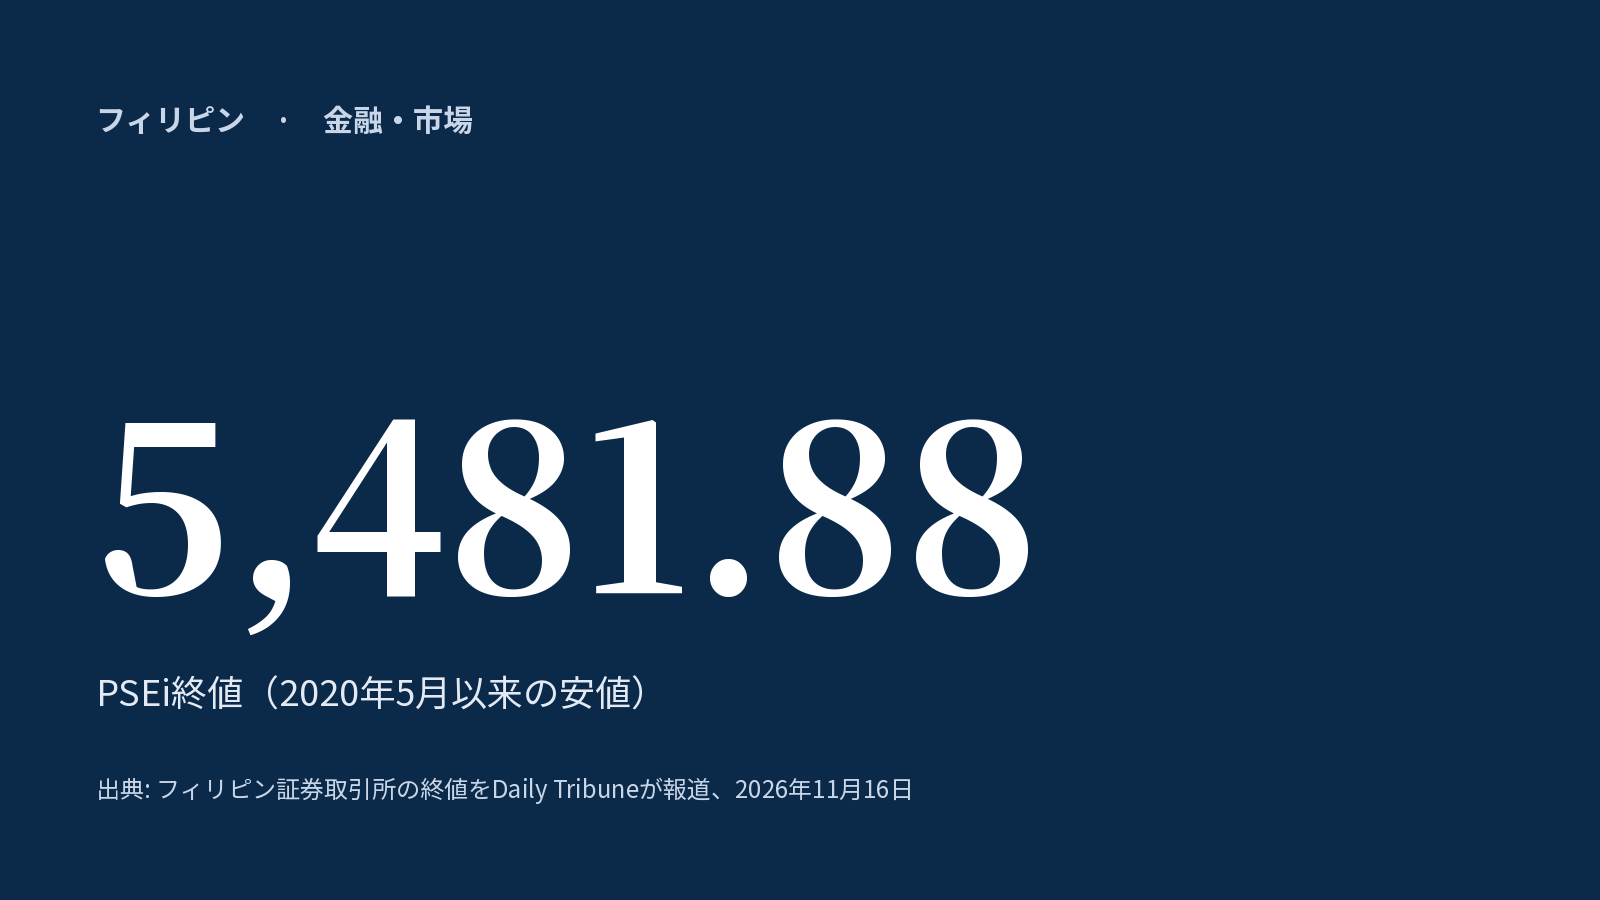 フィリピン · 金融・市場
5,481.88
PSEi終値（2020年5月以来の安値）
出典: フィリピン証券取引所の終値をDaily Tribuneが報道、2026年11月16日